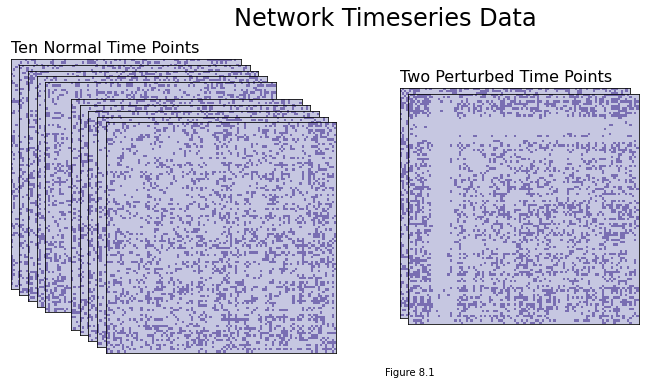 Network Timeseries Data
Ten Normal Time Points
Two Perturbed Time Points
Figure 8.1